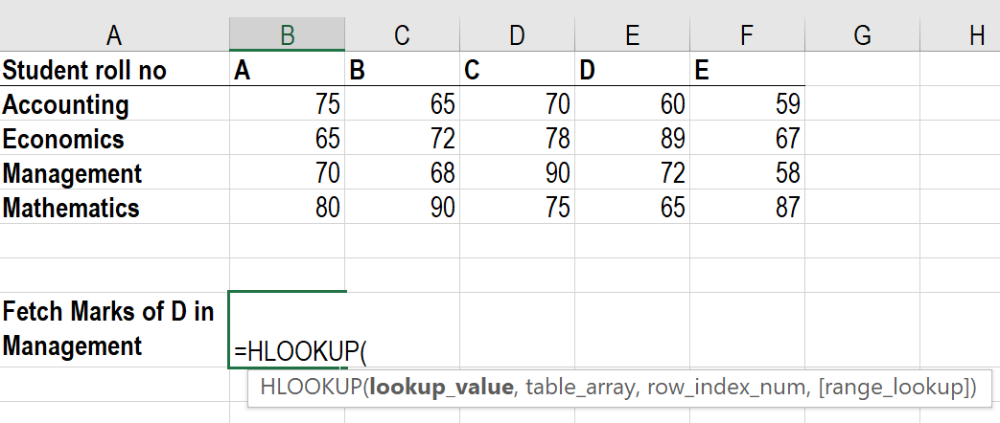 A B C D E F G H
Student roll no A B C D E
Accounting 75 65 70 60 59
Economics 65 72 78 89 67
Management 70 68 90 72 58
Mathematics 80 90 75 65 87
Fetch Marks of D in
Management =HLOOKUP(
HLOOKUP(lookup_value, table_array, row_index_num, [range_lookup])